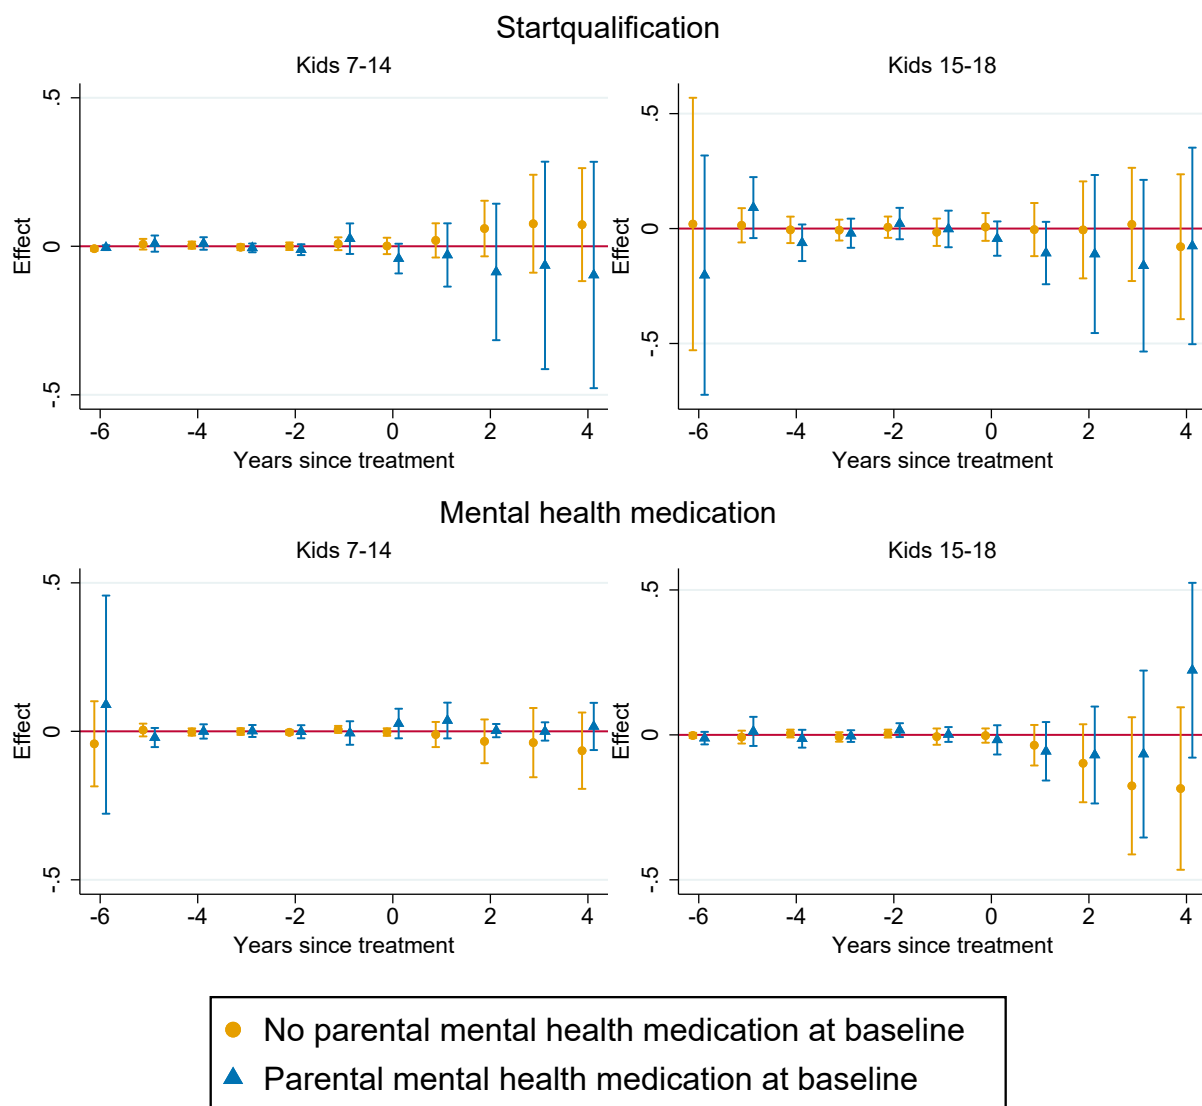 Startqualification
Kids 7-14
Kids 15-18
.5
0
-.5
Effect
-6 -4 -2 0 2 4
Years since treatment
.5
0
-.5
Effect
-6 -4 -2 0 2 4
Years since treatment
Mental health medication
Kids 7-14
Kids 15-18
.5
0
-.5
Effect
-6 -4 -2 0 2 4
Years since treatment
.5
0
-.5
Effect
-6 -4 -2 0 2 4
Years since treatment
No parental mental health medication at baseline
Parental mental health medication at baseline